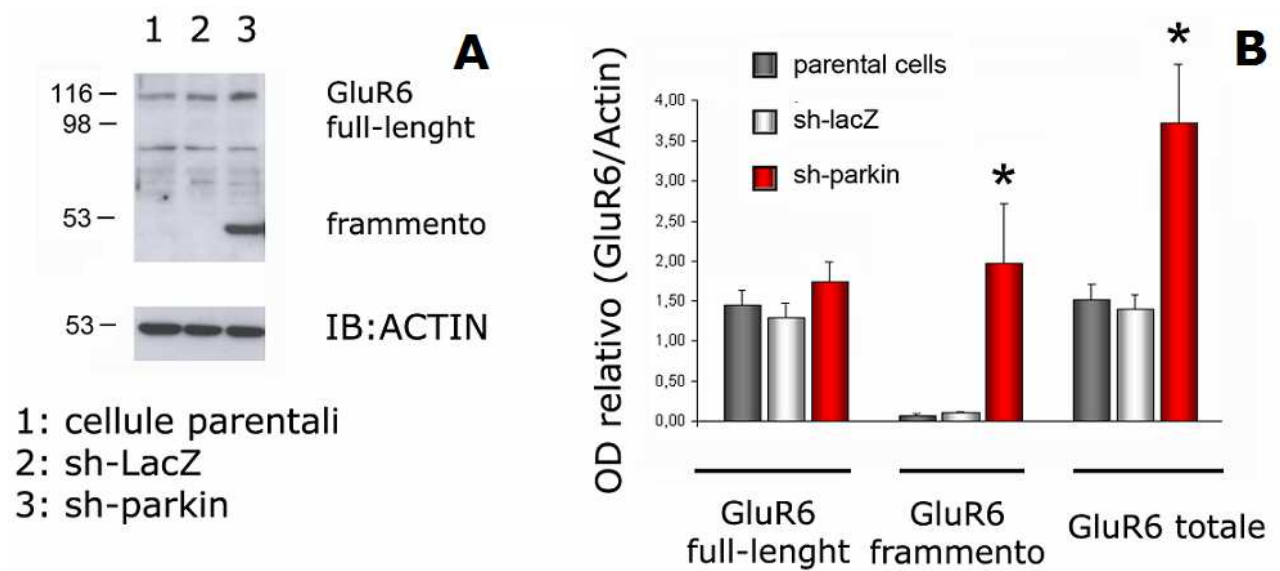 1 2 3
A
116
98
53
GluR6
full-lenght
frammento
53
IB:ACTIN
1: cellule parentali
2: sh-LacZ
3: sh-parkin
B
OD relativo (GluR6/Actin)
parental cells
sh-lacZ
sh-parkin
*
*
4,00
3,50
3,00
2,50
2,00
1,50
1,00
0,50
0,00
GluR6
full-lenght
GluR6
frammento
GluR6 totale